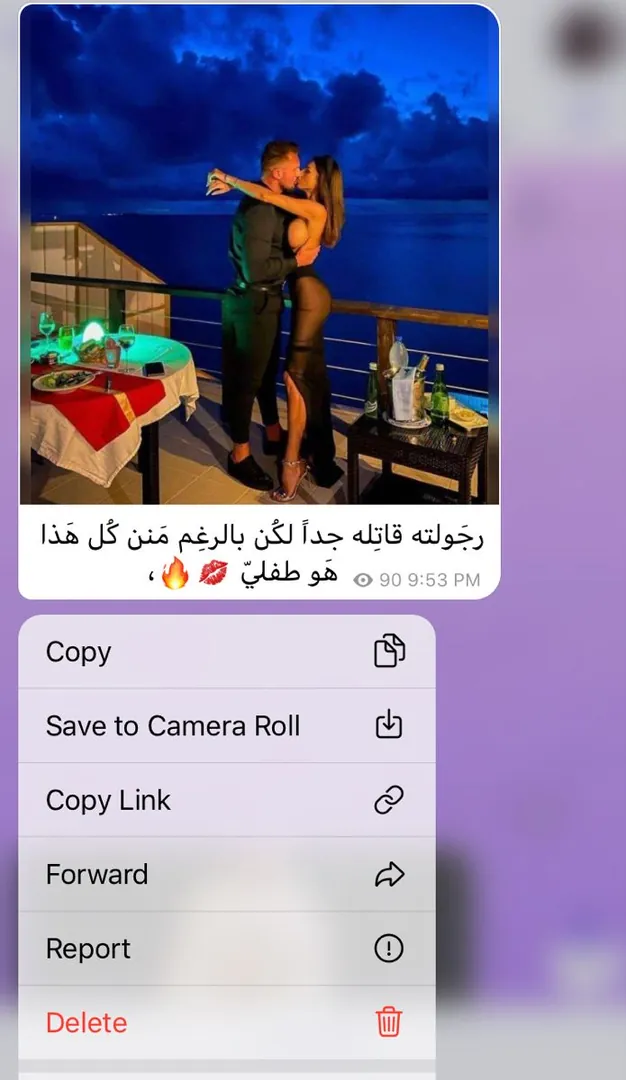 رجَولته قاتِله جداً لكُن بالرغِم مَنن كُل هَذا
هَو طفليّ 💋 🔥،
90 9:53 PM
Copy
Save to Camera Roll
Copy Link
Forward
Report
Delete